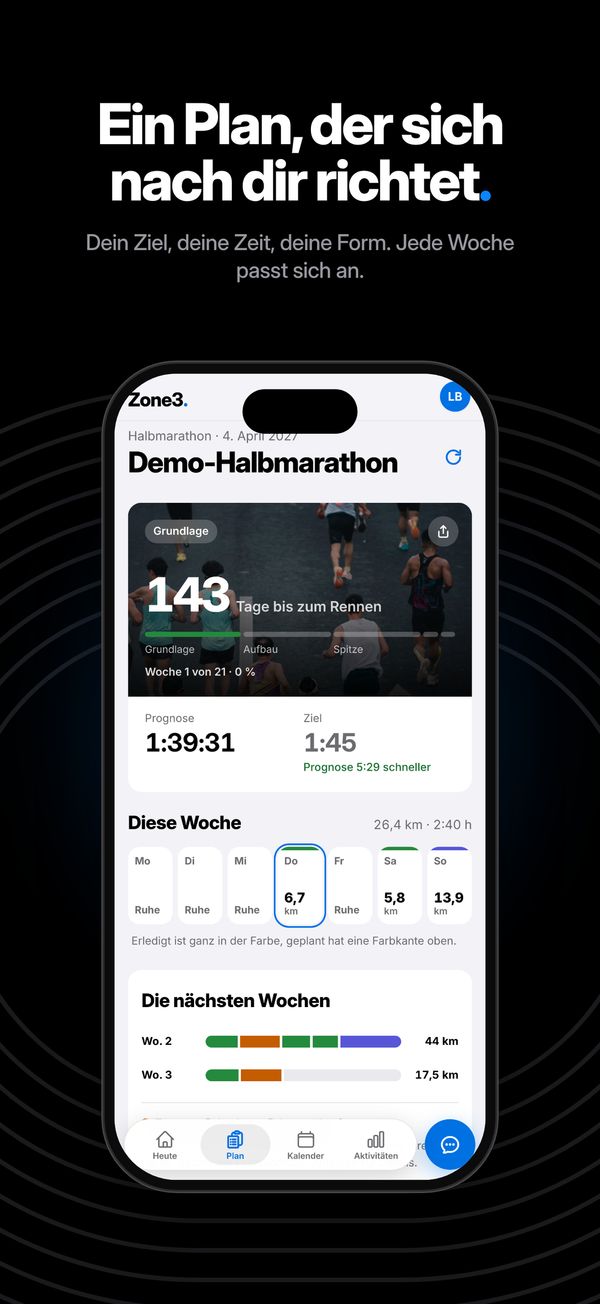 Ein Plan, der sich
nach dir richtet.
Dein Ziel, deine Zeit, deine Form. Jede Woche
passt sich an.
Zone3.
LB
Halbmarathon · 4. April 2027
Demo-Halbmarathon
Grundlage
143 Tage bis zum Rennen
Grundlage Aufbau Spitze
Woche 1 von 21 · 0 %
Prognose Ziel
1:39:31 1:45
Prognose 5:29 schneller
Diese Woche 26,4 km · 2:40 h
Mo Di Mi Do Fr Sa So
Ruhe Ruhe Ruhe 6,7 km Ruhe 5,8 km 13,9 km
Erledigt ist ganz in der Farbe, geplant hat eine Farbkante oben.
Die nächsten Wochen
Wo. 2 44 km
Wo. 3 17,5 km
Heute Plan Kalender Aktivitäten